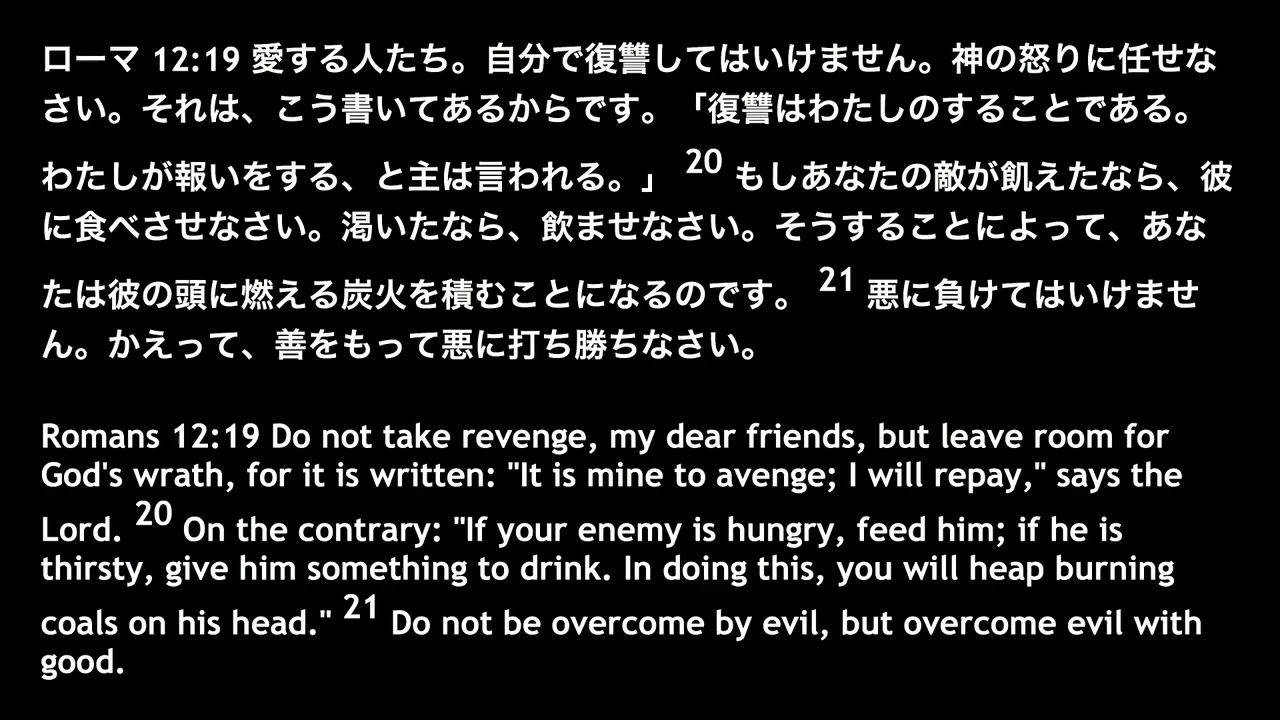 ローマ 12:19 愛する人たち。自分で復讐してはいけません。神の怒りに任せな
さい。それは、こう書いてあるからです。「復讐はわたしのすることである。
わたしが報いをする、と主は言われる。」 20 もしあなたの敵が飢えたなら、彼
に食べさせなさい。渇いたなら、飲ませなさい。そうすることによって、あな
たは彼の頭に燃える炭火を積むことになるのです。 21 悪に負けてはいけませ
ん。かえって、善をもって悪に打ち勝ちなさい。
Romans 12:19 Do not take revenge, my dear friends, but leave room for
God's wrath, for it is written: "It is mine to avenge; I will repay," says the
Lord. 20 On the contrary: "If your enemy is hungry, feed him; if he is
thirsty, give him something to drink. In doing this, you will heap burning
coals on his head." 21 Do not be overcome by evil, but overcome evil with
good.